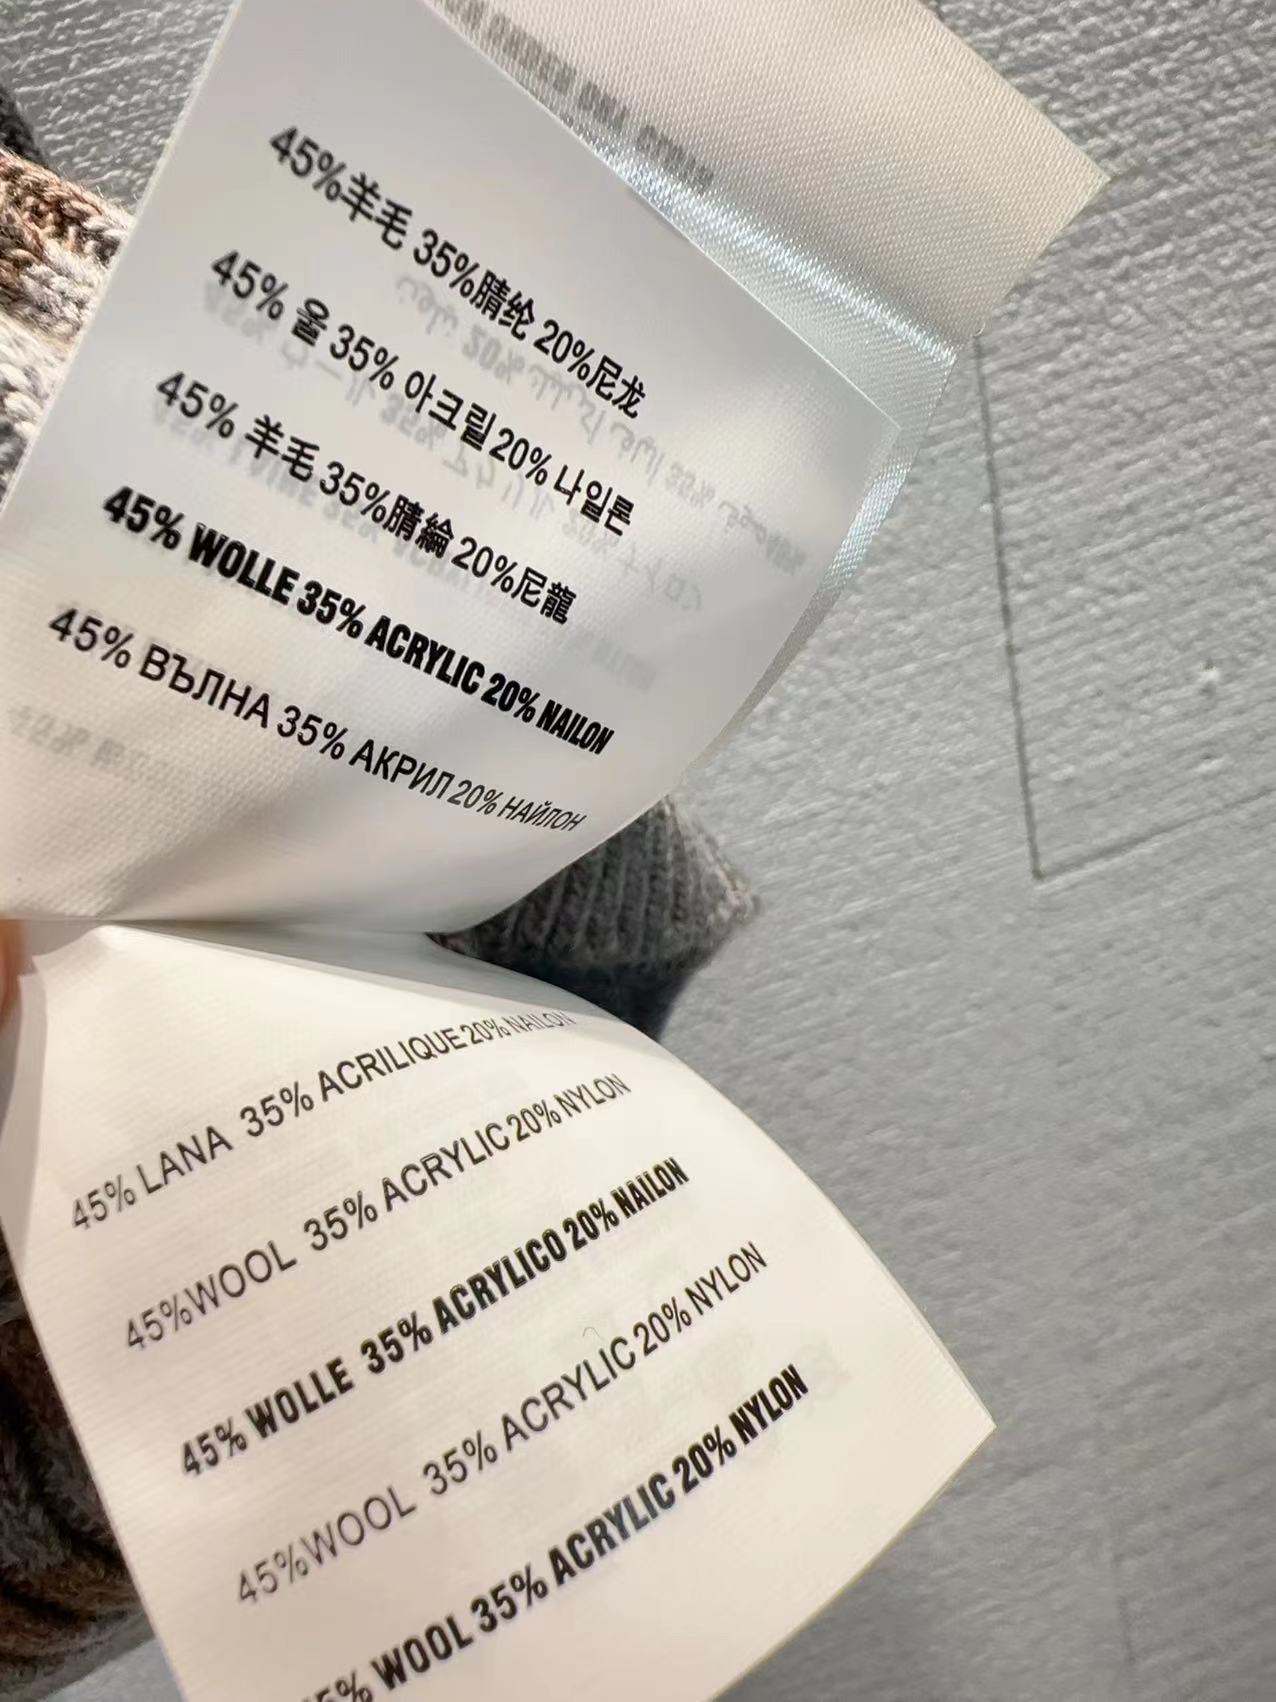 45%羊毛 35%腈纶 20%尼龙
45% 울 35% 아크릴 20% 나일론
45% 羊毛 35%腈綸 20%尼龍
45% WOLLE 35% ACRYLIC 20% NAILON
45% ВЪЛНА 35% АКРИЛ 20% НАЙЛОН
45% LANA 35% ACRILIQUE 20% NAILON
45%WOOL 35% ACRYLIC 20% NYLON
45% WOLLE 35% ACRYLICO 20% NAILON
45%WOOL 35% ACRYLIC 20% NYLON
45% WOOL 35% ACRYLIC 20% NYLON